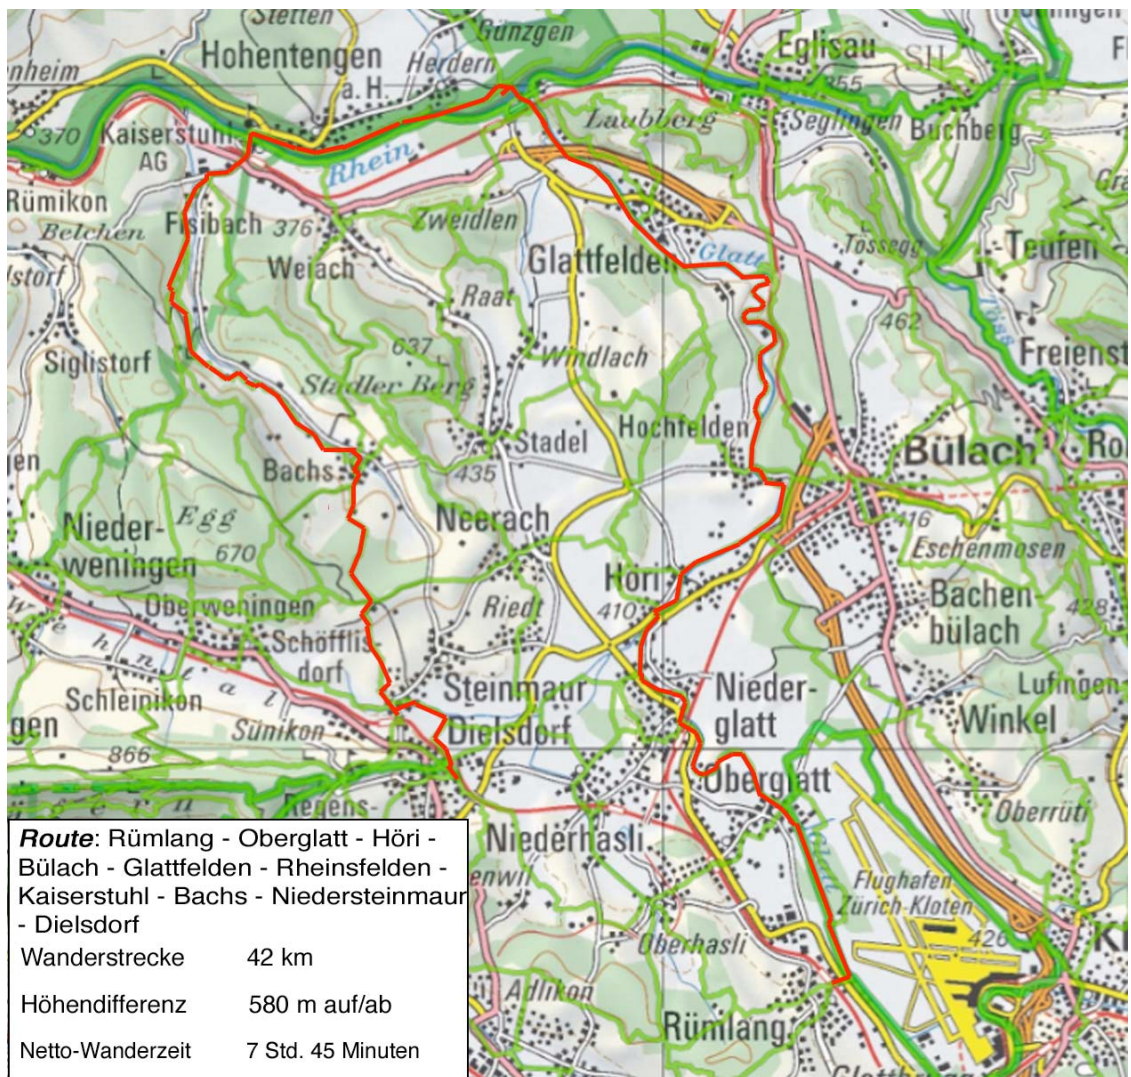 Stetten
Günzgen
Hohentengen
Herdern
a. H.
Eglisau
SH
355
370
Kaiserstuhl
AG
Laubberg
Seglingen
Buchberg
Rhein
Rümikon
Belchen
Fisibach
376
Zweidlen
Weiach
Glattfelden
Glatt
Tössegg
Teufen
Töss
Raat
462
Siglistorf
637
Windlach
Stadler Berg
Freienst
Hochfelden
Stadel
Bachs
435
Bülach
Nieder-
weningen
Egg
670
Neerach
416
Eschenmosen
Höri
410
Riedt
Oberweningen
Bachen-
bülach
428
Schöfflis
dorf
Wehntal
Schleinikon
Sünikon
Steinmaur
Dielsdorf
Nieder-
glatt
Lufingen
Winkel
866
Regens-
Oberglatt
Oberrüti
Niederhasli
Flughafen
Zürich-Kloten
426
Oberhasli
Adlikon
Rümlang
Route: Rümlang - Oberglatt - Höri -
Bülach - Glattfelden - Rheinsfelden -
Kaiserstuhl - Bachs - Niedersteinmaur
- Dielsdorf
Wanderstrecke 42 km
Höhendifferenz 580 m auf/ab
Netto-Wanderzeit 7 Std. 45 Minuten